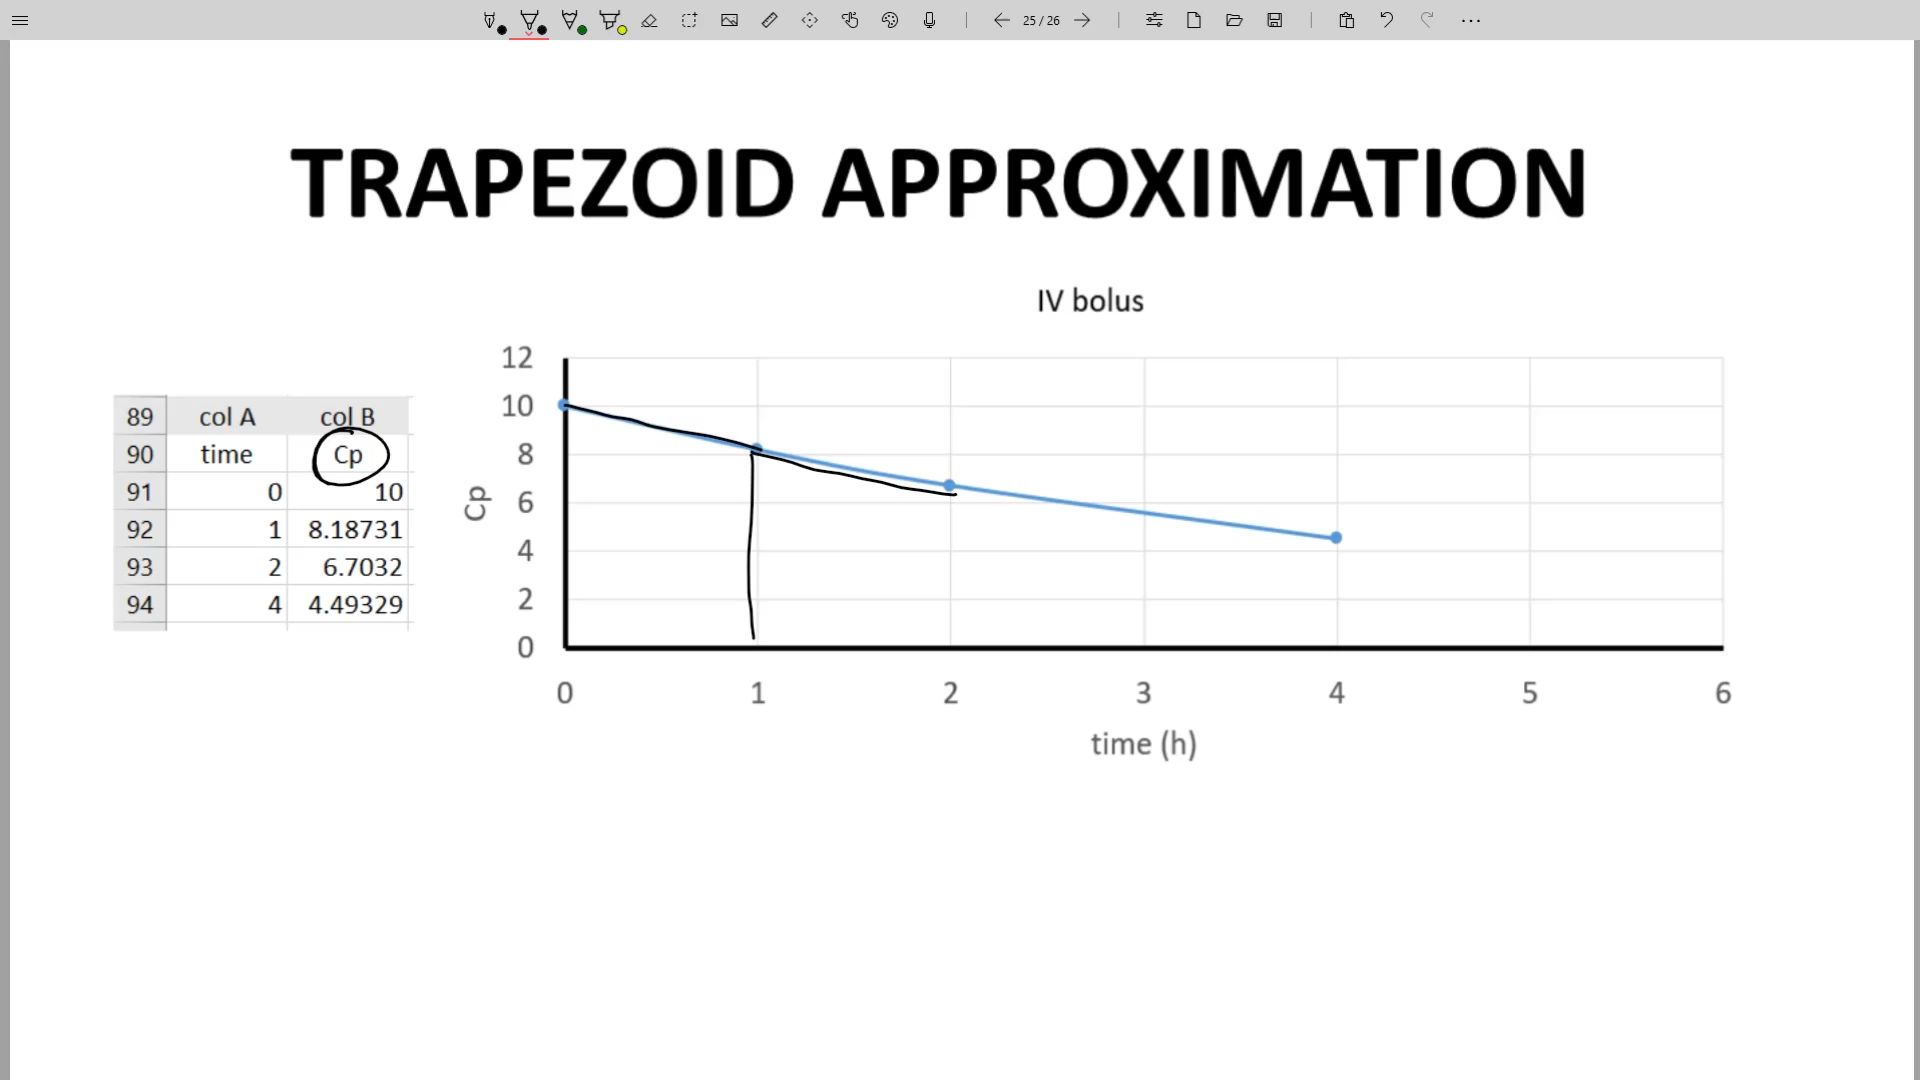 25 / 26
TRAPEZOID APPROXIMATION
IV bolus
89 col A col B
90 time Cp
91 0 10
92 1 8.18731
93 2 6.7032
94 4 4.49329
Cp
12
10
8
6
4
2
0
0 1 2 3 4 5 6
time (h)